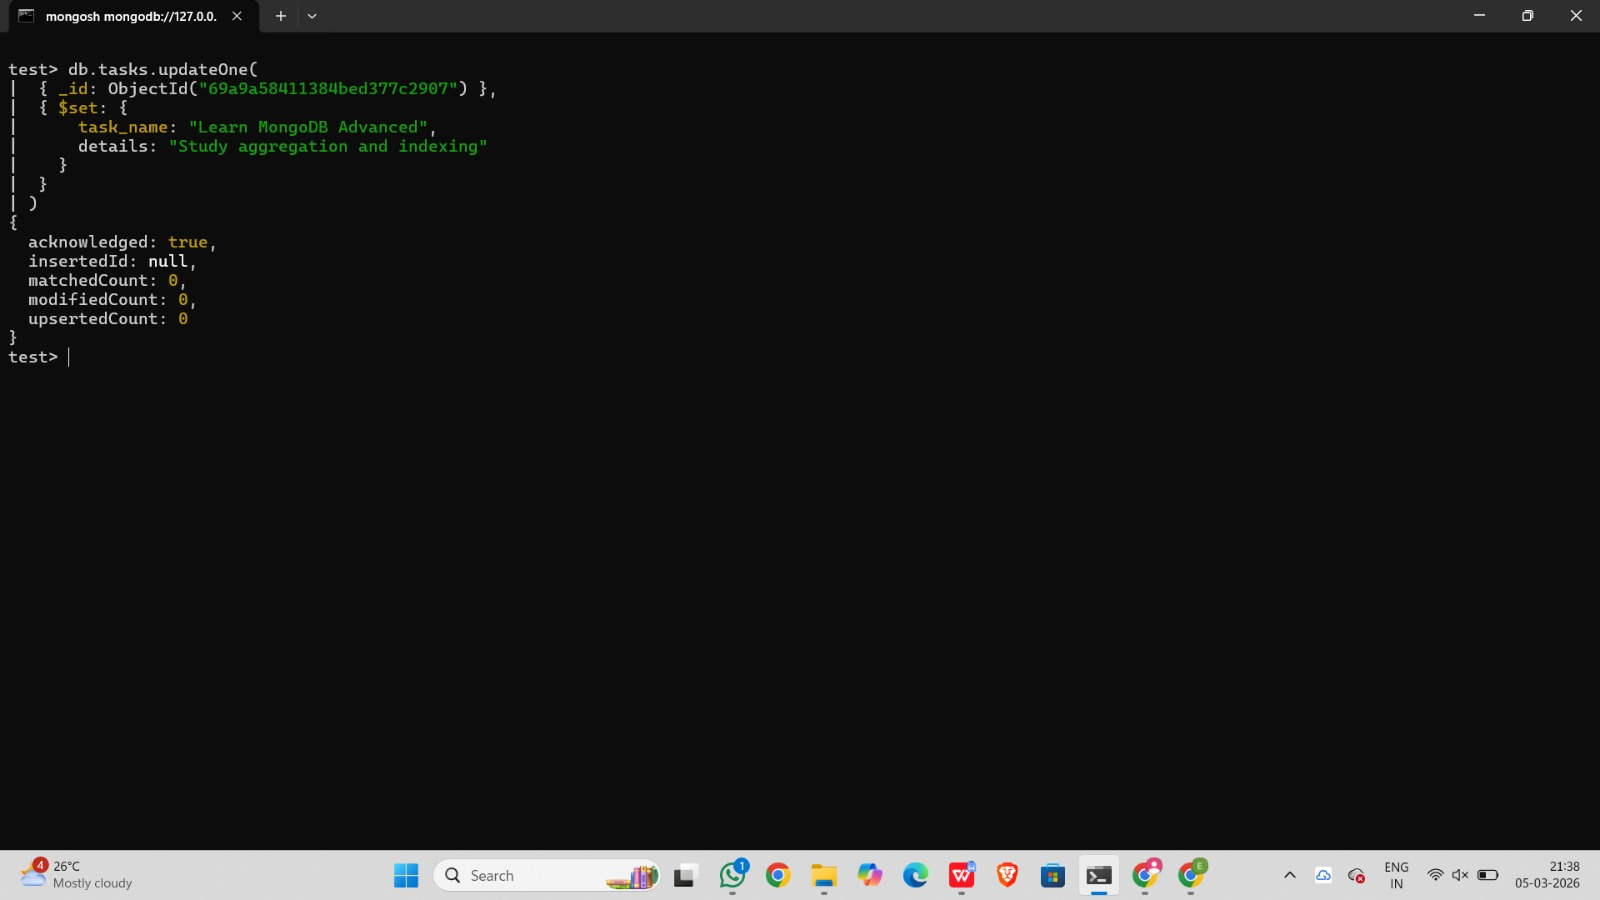 mongosh mongodb://127.0.0.
test> db.tasks.updateOne(
|  { _id: ObjectId("69a9a58411384bed377c2907") },
|  { $set: {
|      task_name: "Learn MongoDB Advanced",
|      details: "Study aggregation and indexing"
|    }
|  }
| )
{
  acknowledged: true,
  insertedId: null,
  matchedCount: 0,
  modifiedCount: 0,
  upsertedCount: 0
}
test>
4
26°C
Mostly cloudy
Search
1
E
ENG
IN
21:38
05-03-2026